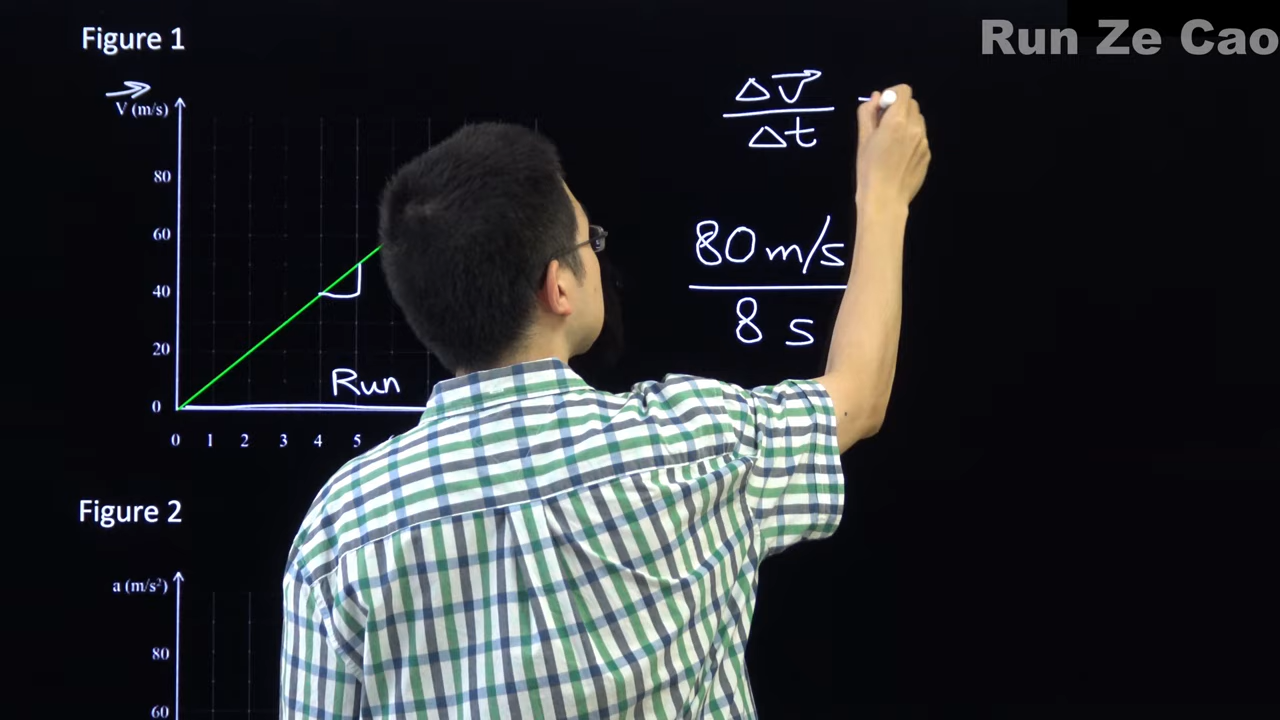 Run Ze Cao
Figure 1
V (m/s)
80
60
40
20
0
Run
0 1 2 3 4 5
Δv
Δt
80 m/s
8 s
Figure 2
a (m/s²)
80
60